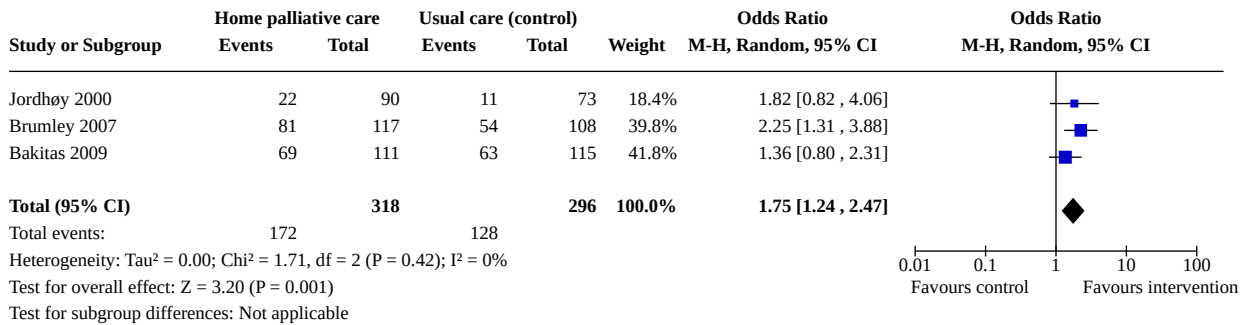 Home palliative care Usual care (control) Odds Ratio Odds Ratio
Study or Subgroup Events Total Events Total Weight M-H, Random, 95% CI M-H, Random, 95% CI
Jordhøy 2000 22 90 11 73 18.4% 1.82 [0.82 , 4.06]
Brumley 2007 81 117 54 108 39.8% 2.25 [1.31 , 3.88]
Bakitas 2009 69 111 63 115 41.8% 1.36 [0.80 , 2.31]
Total (95% CI) 318 296 100.0% 1.75 [1.24 , 2.47]
Total events: 172 128
Heterogeneity: Tau² = 0.00; Chi² = 1.71, df = 2 (P = 0.42); I² = 0%
0.01 0.1 1 10 100
Test for overall effect: Z = 3.20 (P = 0.001) Favours control Favours intervention
Test for subgroup differences: Not applicable